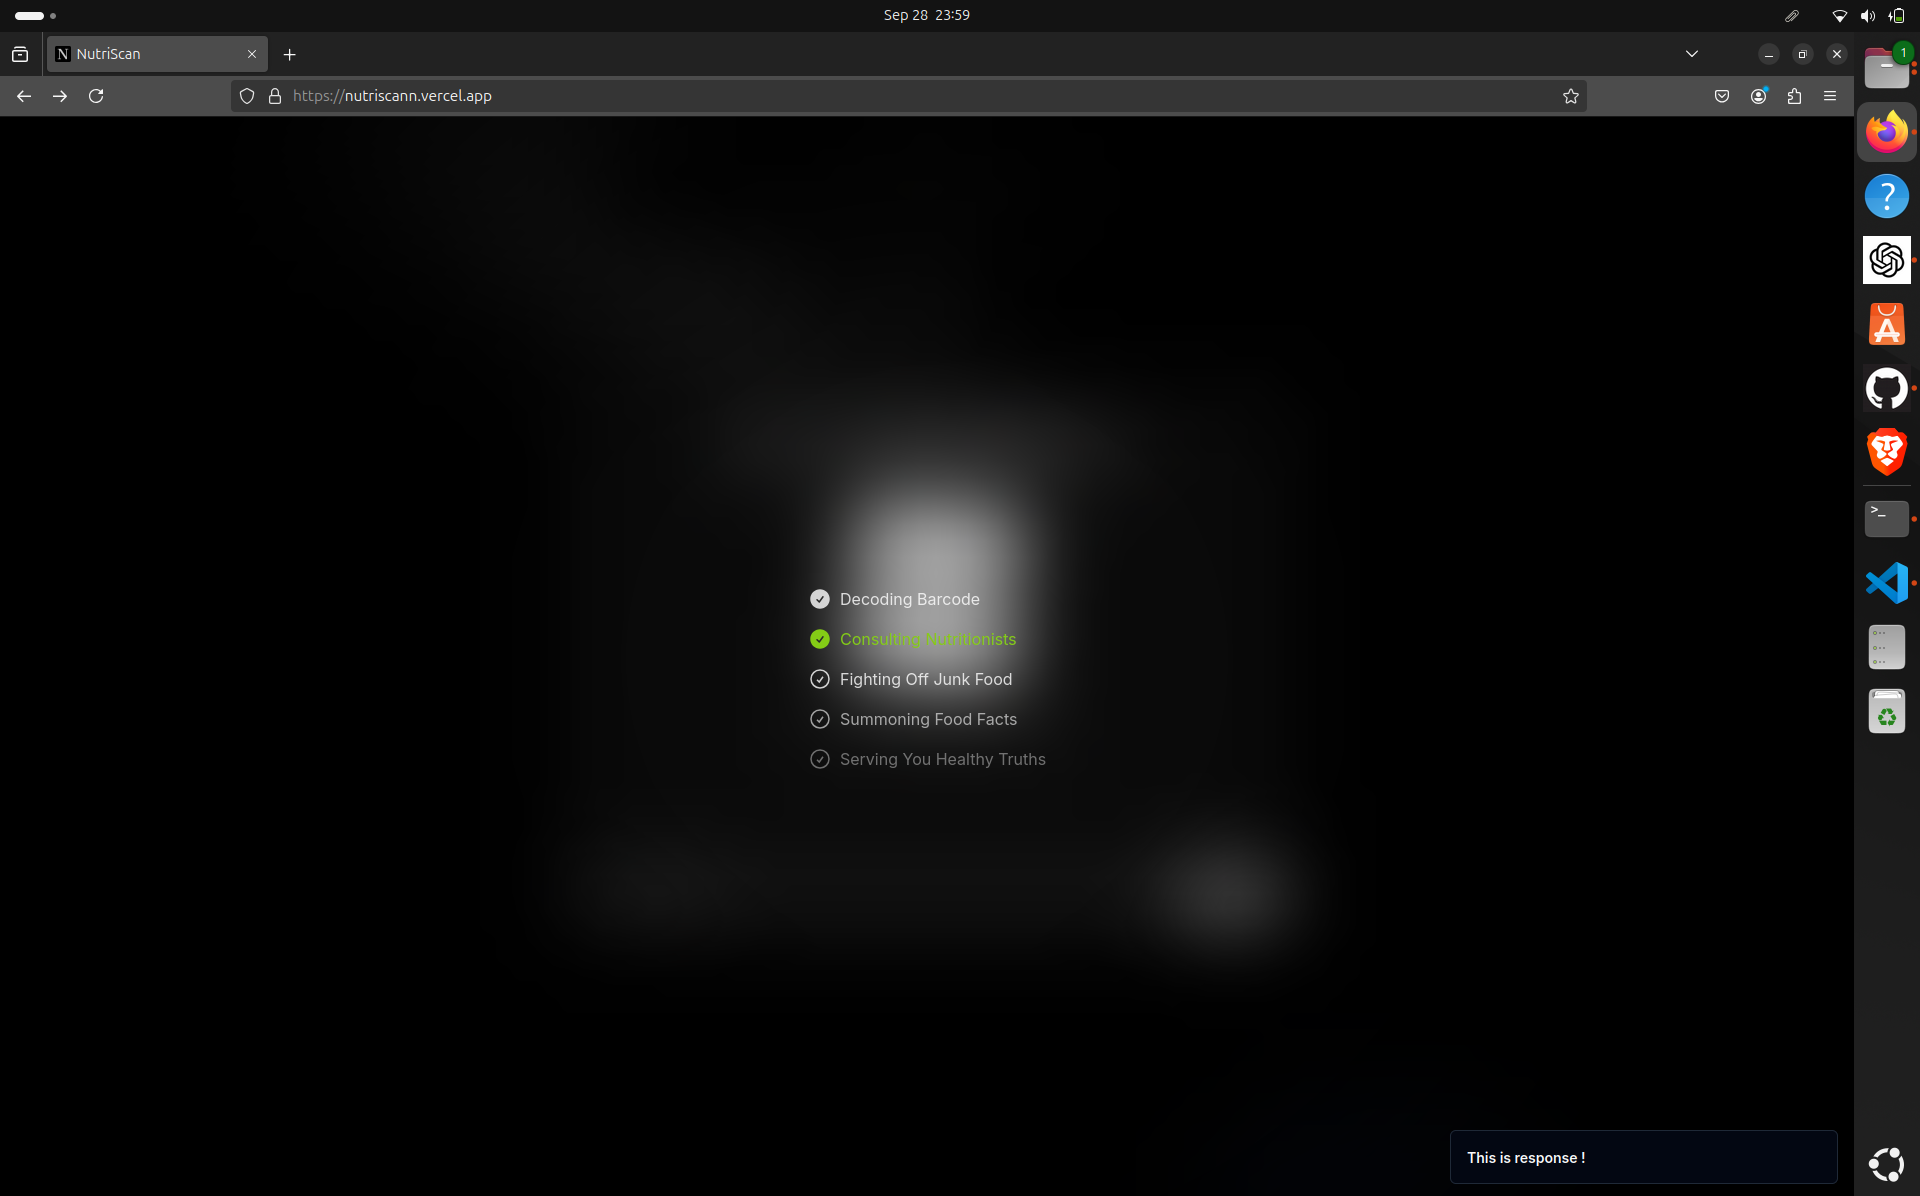 Sep 28 23:59
N NutriScan
https://nutriscann.vercel.app
1
?
A
>_
Decoding Barcode
Consulting Nutritionists
Fighting Off Junk Food
Summoning Food Facts
Serving You Healthy Truths
This is response !